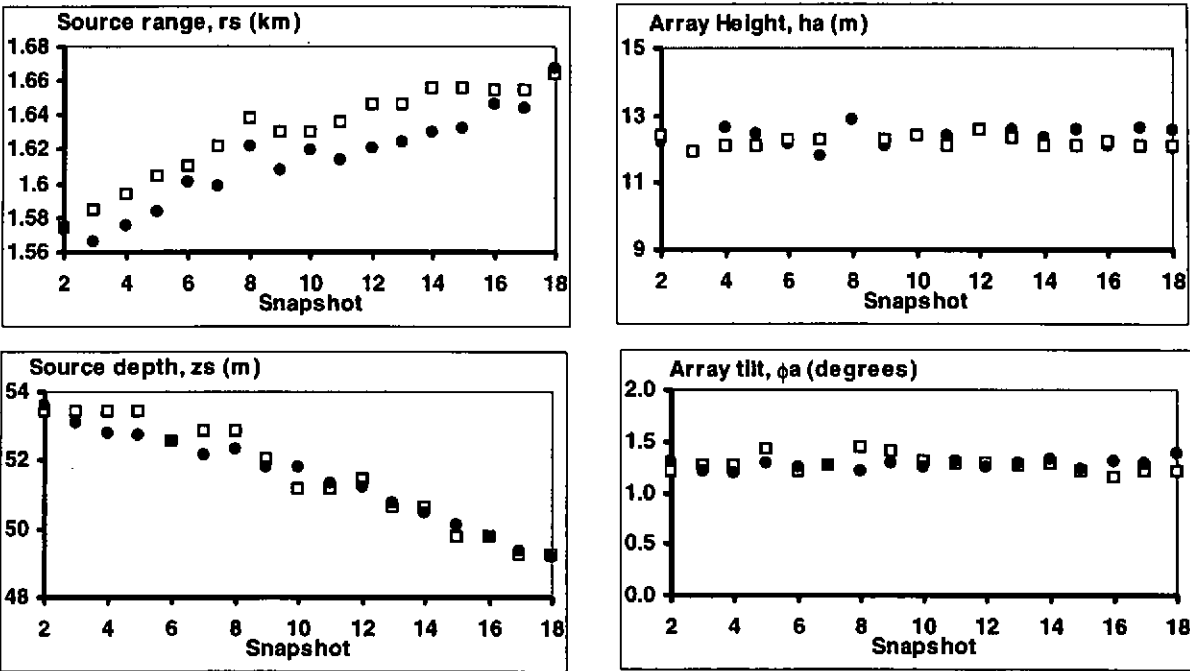 Source range, rs (km)
1.68
1.66
1.64
1.62
1.6
1.58
1.56
2 4 6 8 10 12 14 16 18
Snapshot
Array Height, ha (m)
15
13
11
9
2 4 6 8 10 12 14 16 18
Snapshot
Source depth, zs (m)
54
52
50
48
2 4 6 8 10 12 14 16 18
Snapshot
Array tilt, ϕa (degrees)
2.0
1.5
1.0
0.5
0.0
2 4 6 8 10 12 14 16 18
Snapshot